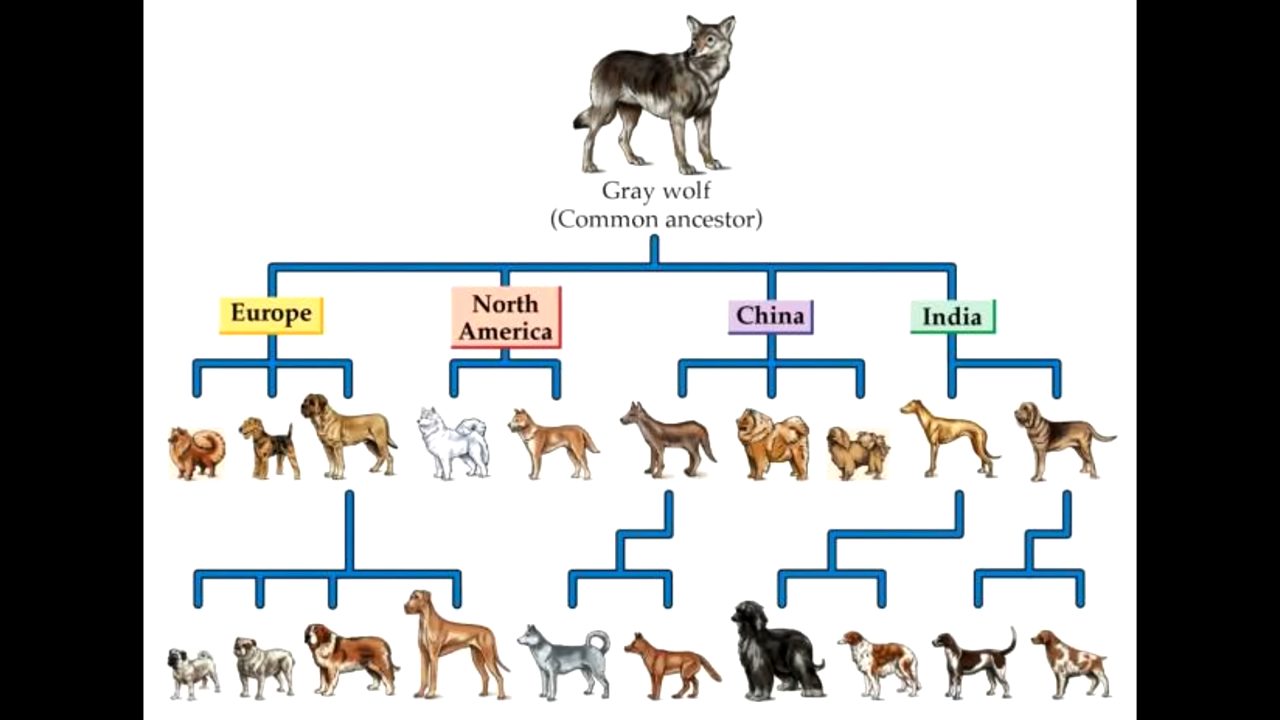 Gray wolf
(Common ancestor)
Europe
North
America
China
India